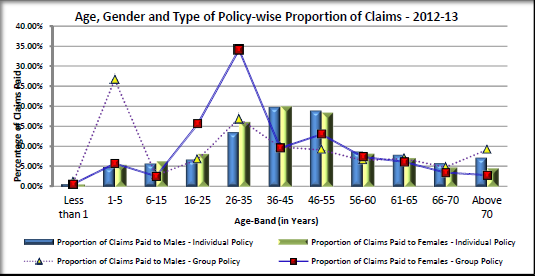 Age, Gender and Type of Policy-wise Proportion of Claims - 2012-13
Percentage of Claims Paid
40.00%
35.00%
30.00%
25.00%
20.00%
15.00%
10.00%
5.00%
0.00%
Less than 1
1-5
6-15
16-25
26-35
36-45
46-55
56-60
61-65
66-70
Above 70
Age-Band (in Years)
Proportion of Claims Paid to Males - Individual Policy
Proportion of Claims Paid to Females - Individual Policy
Proportion of Claims Paid to Males - Group Policy
Proportion of Claims Paid to Females - Group Policy